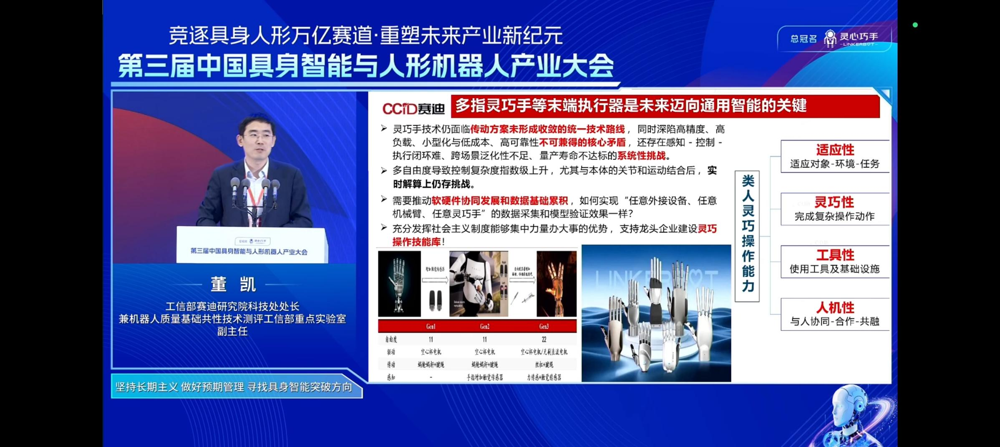 竞逐具身人形万亿赛道·重塑未来产业新纪元
第三届中国具身智能与人形机器人产业大会
总冠名 灵心巧手
LINKERBOT
总冠名 灵心巧手
第三届中国具身智能与人形机器人产业大会
董 凯
工信部赛迪研究院科技处处长
兼机器人质量基础共性技术测评工信部重点实验室
副主任
坚持长期主义 做好预期管理 寻找具身智能突破方向
CCiD赛迪
多指灵巧手等末端执行器是未来迈向通用智能的关键
➢ 灵巧手技术仍面临传动方案未形成收敛的统一技术路线，同时深陷高精度、高
负载、小型化与低成本、高可靠性不可兼得的核心矛盾，还存在感知 - 控制 -
执行闭环难、跨场景泛化性不足、量产寿命不达标的系统性挑战。
➢ 多自由度导致控制复杂度指数级上升，尤其与本体的关节和运动结合后，实
时解算上仍存挑战。
➢ 需要推动软硬件协同发展和数据基础累积，如何实现“任意外接设备、任意
机械臂、任意灵巧手”的数据采集和模型验证效果一样？
➢ 充分发挥社会主义制度能够集中力量办大事的优势，支持龙头企业建设灵巧
操作技能库！
增加触觉传感器
Right
Left
LINKERBOT
Gen1 Gen2 Gen3
自由度 11 11 22
驱动 空心杯电机 空心杯电机 空心杯电机/无刷直流电机
传动 蜗轮蜗杆+腱绳 蜗轮蜗杆+腱绳 丝杠+腱绳
感知 - 手指增加触觉传感器 力传感+触觉传感器
类人灵巧操作能力
适应性
适应对象-环境-任务
灵巧性
完成复杂操作动作
工具性
使用工具及基础设施
人机性
与人协同-合作-共融